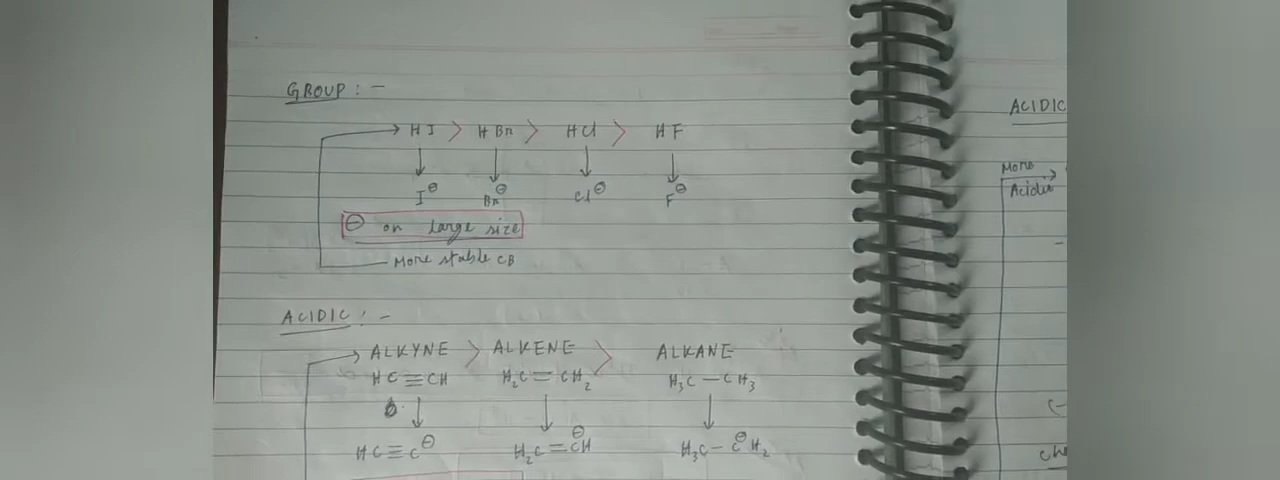 GROUP : -
HI > HBr > HCl > HF
I⊖ Br⊖ Cl⊖ F⊖
⊖ on large size
More stable CB
ACIDIC : -
ALKYNE > ALKENE > ALKANE
HC≡CH H₂C=CH₂ H₃C-CH₃
HC≡C⊖ H₂C=C⊖H H₃C-C⊖H₂
ACIDIC
More
Acidic